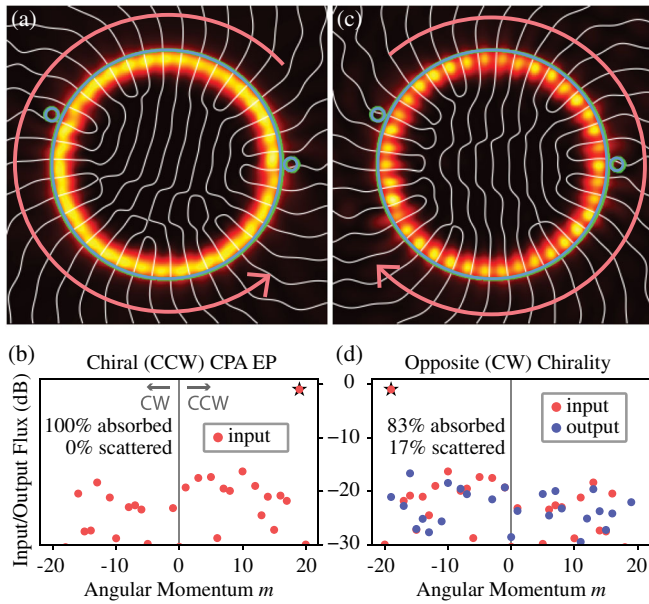 (a)
(c)
(b) Chiral (CCW) CPA EP
Input/Output Flux (dB)
CW
CCW
100% absorbed
0% scattered
input
-20 -10 0 10 20
Angular Momentum m
(d) Opposite (CW) Chirality
0
−10
−20
−30
83% absorbed
17% scattered
input
output
-20 -10 0 10 20
Angular Momentum m